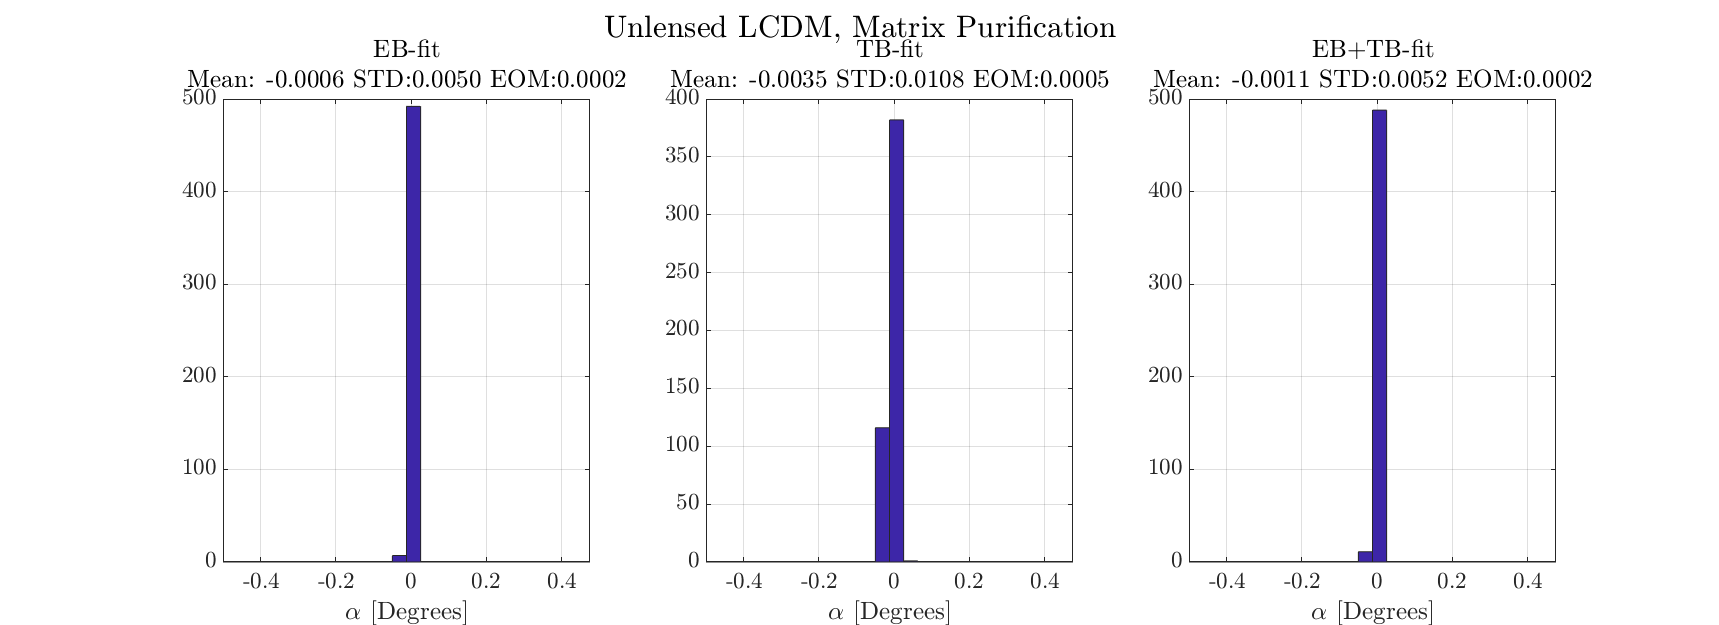 Unlensed LCDM, Matrix Purification
EB-fit
Mean: -0.0006 STD:0.0050 EOM:0.0002
500
400
300
200
100
0
-0.4 -0.2 0 0.2 0.4
α [Degrees]
TB-fit
Mean: -0.0035 STD:0.0108 EOM:0.0005
400
350
300
250
200
150
100
50
0
-0.4 -0.2 0 0.2 0.4
α [Degrees]
EB+TB-fit
Mean: -0.0011 STD:0.0052 EOM:0.0002
500
400
300
200
100
0
-0.4 -0.2 0 0.2 0.4
α [Degrees]